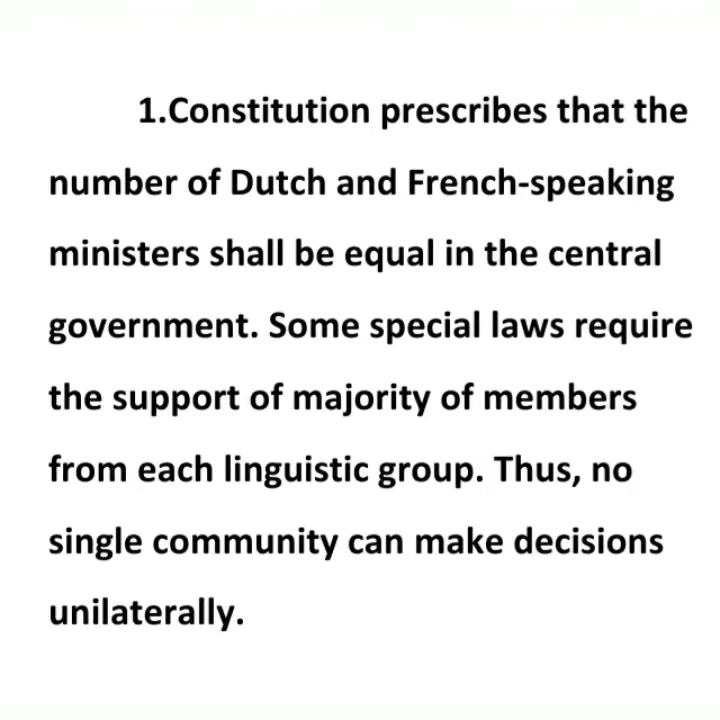 1.Constitution prescribes that the
number of Dutch and French-speaking
ministers shall be equal in the central
government. Some special laws require
the support of majority of members
from each linguistic group. Thus, no
single community can make decisions
unilaterally.